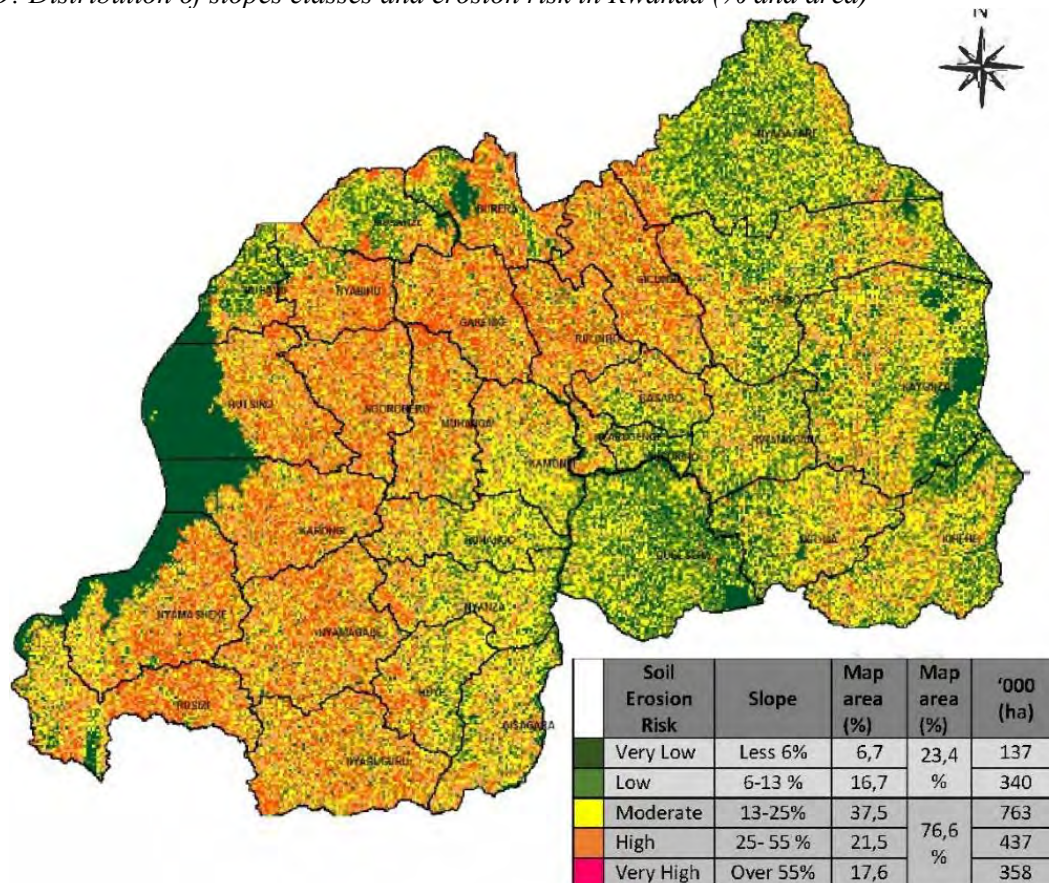 Distribution of slopes classes and erosion risk in Rwanda (% and area)
N
NYAGATARE
BURERA
MUSANZE
GICUMBI
RUBAVU
NYABIHU
GAKENKE
RULINDO
GATSIBO
KAYONZA
RUTSIRO
NGORORERO
MUHANGA
GASABO
RWAMAGANA
KAMONYI
KARONGI
RUHANGO
BUGESERA
NGOMA
KIREHE
NYAMASHEKE
NYAMAGABE
NYANZA
HUYE
GISAGARA
RUSIZI
NYARUGURU
Soil Erosion Risk Slope Map area (%) Map area (%) '000 (ha)
Very Low Less 6% 6,7 23,4 % 137
Low 6-13 % 16,7 340
Moderate 13-25% 37,5 76,6 % 763
High 25- 55 % 21,5 437
Very High Over 55% 17,6 358